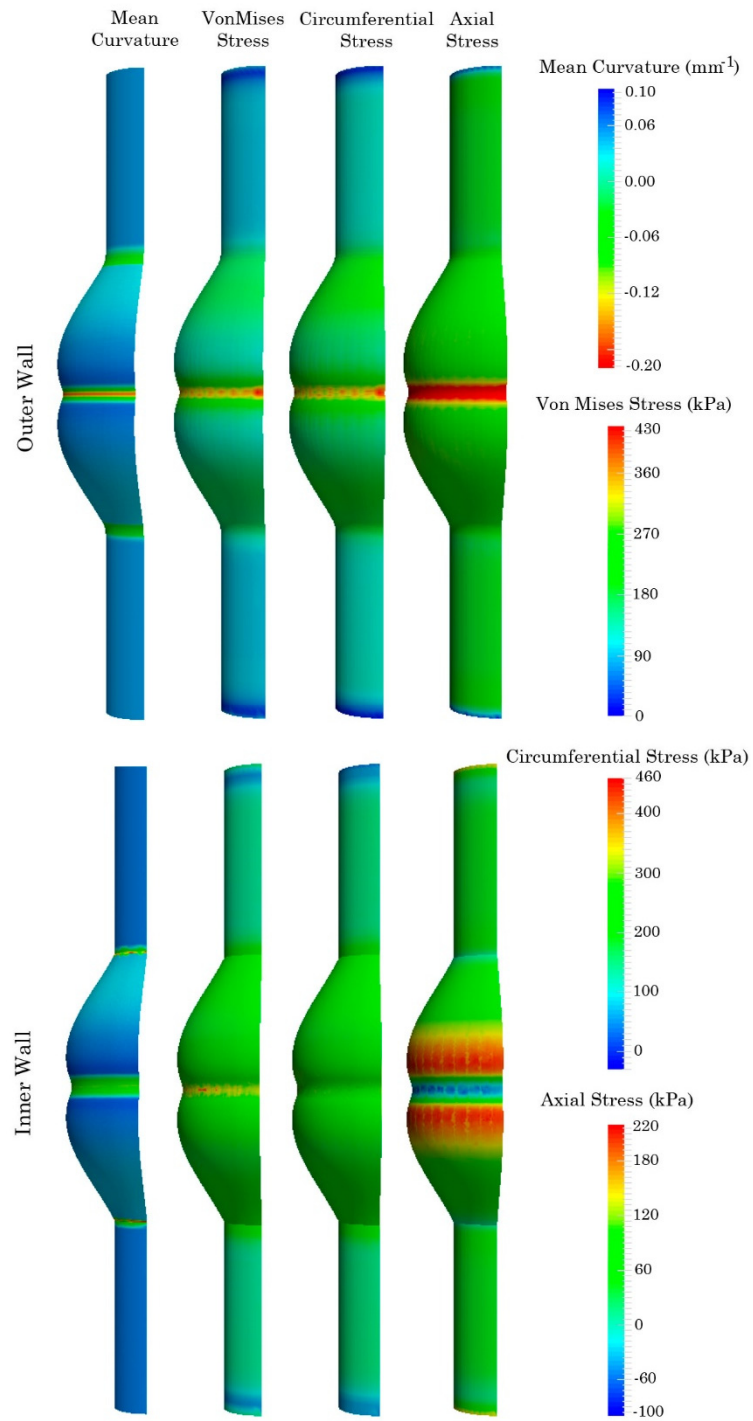 Mean
Curvature
VonMises
Stress
Circumferential
Stress
Axial
Stress
Mean Curvature (mm-1)
0.10
0.06
0.00
-0.06
-0.12
-0.20
Outer Wall
Von Mises Stress (kPa)
430
360
270
180
90
0
Circumferential Stress (kPa)
460
400
300
200
100
0
Inner Wall
Axial Stress (kPa)
220
180
120
60
0
-60
-100